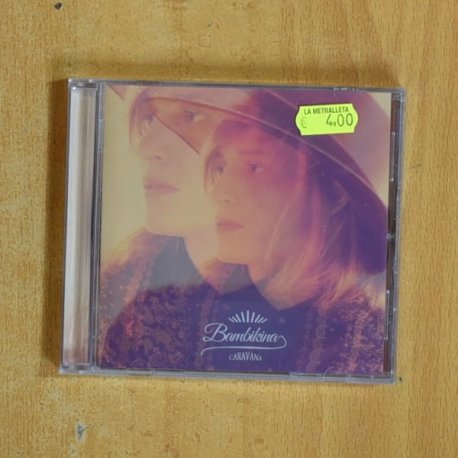 LA METRALLETA
€ 4.00
Bambikina
CARAVANA